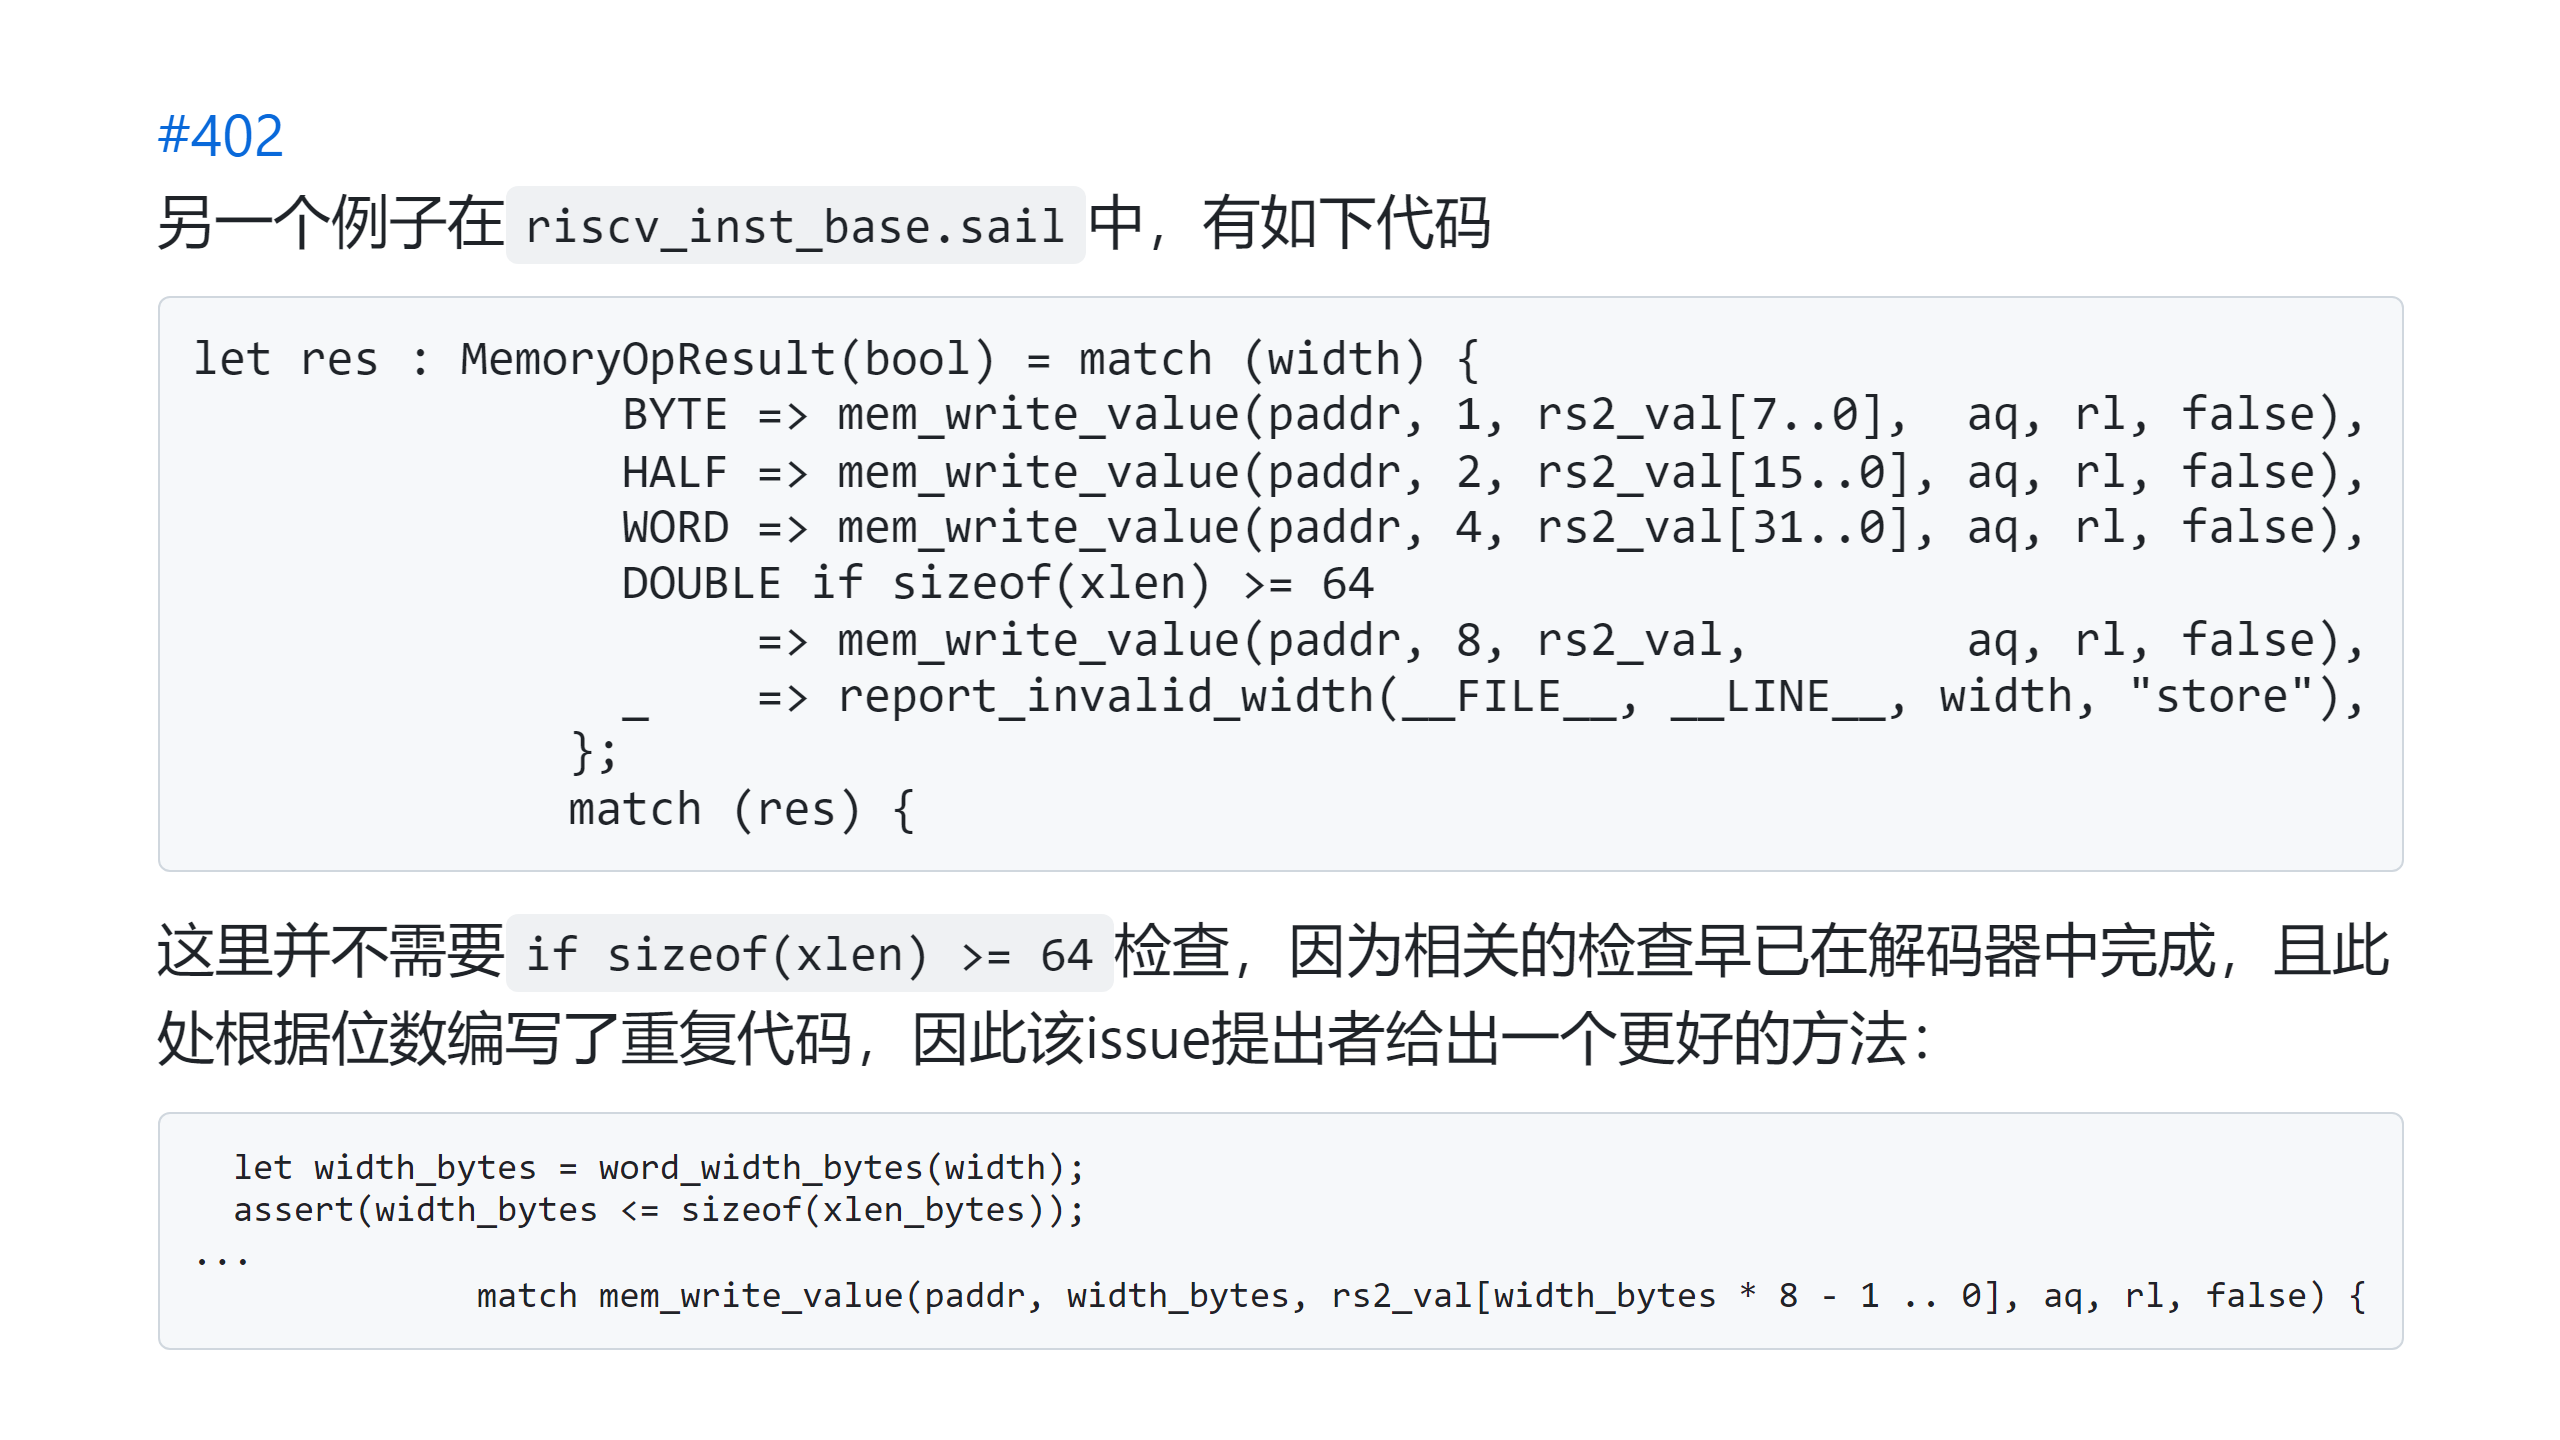 #402
另一个例子在riscv_inst_base.sail中，有如下代码
let res : MemoryOpResult(bool) = match (width) {
                BYTE => mem_write_value(paddr, 1, rs2_val[7..0],  aq, rl, false),
                HALF => mem_write_value(paddr, 2, rs2_val[15..0], aq, rl, false),
                WORD => mem_write_value(paddr, 4, rs2_val[31..0], aq, rl, false),
                DOUBLE if sizeof(xlen) >= 64
                     => mem_write_value(paddr, 8, rs2_val,        aq, rl, false),
                _    => report_invalid_width(__FILE__, __LINE__, width, "store"),
              };
              match (res) {
这里并不需要if sizeof(xlen) >= 64检查，因为相关的检查早已在解码器中完成，且此
处根据位数编写了重复代码，因此该issue提出者给出一个更好的方法：
  let width_bytes = word_width_bytes(width);
  assert(width_bytes <= sizeof(xlen_bytes));
...
              match mem_write_value(paddr, width_bytes, rs2_val[width_bytes * 8 - 1 .. 0], aq, rl, false) {